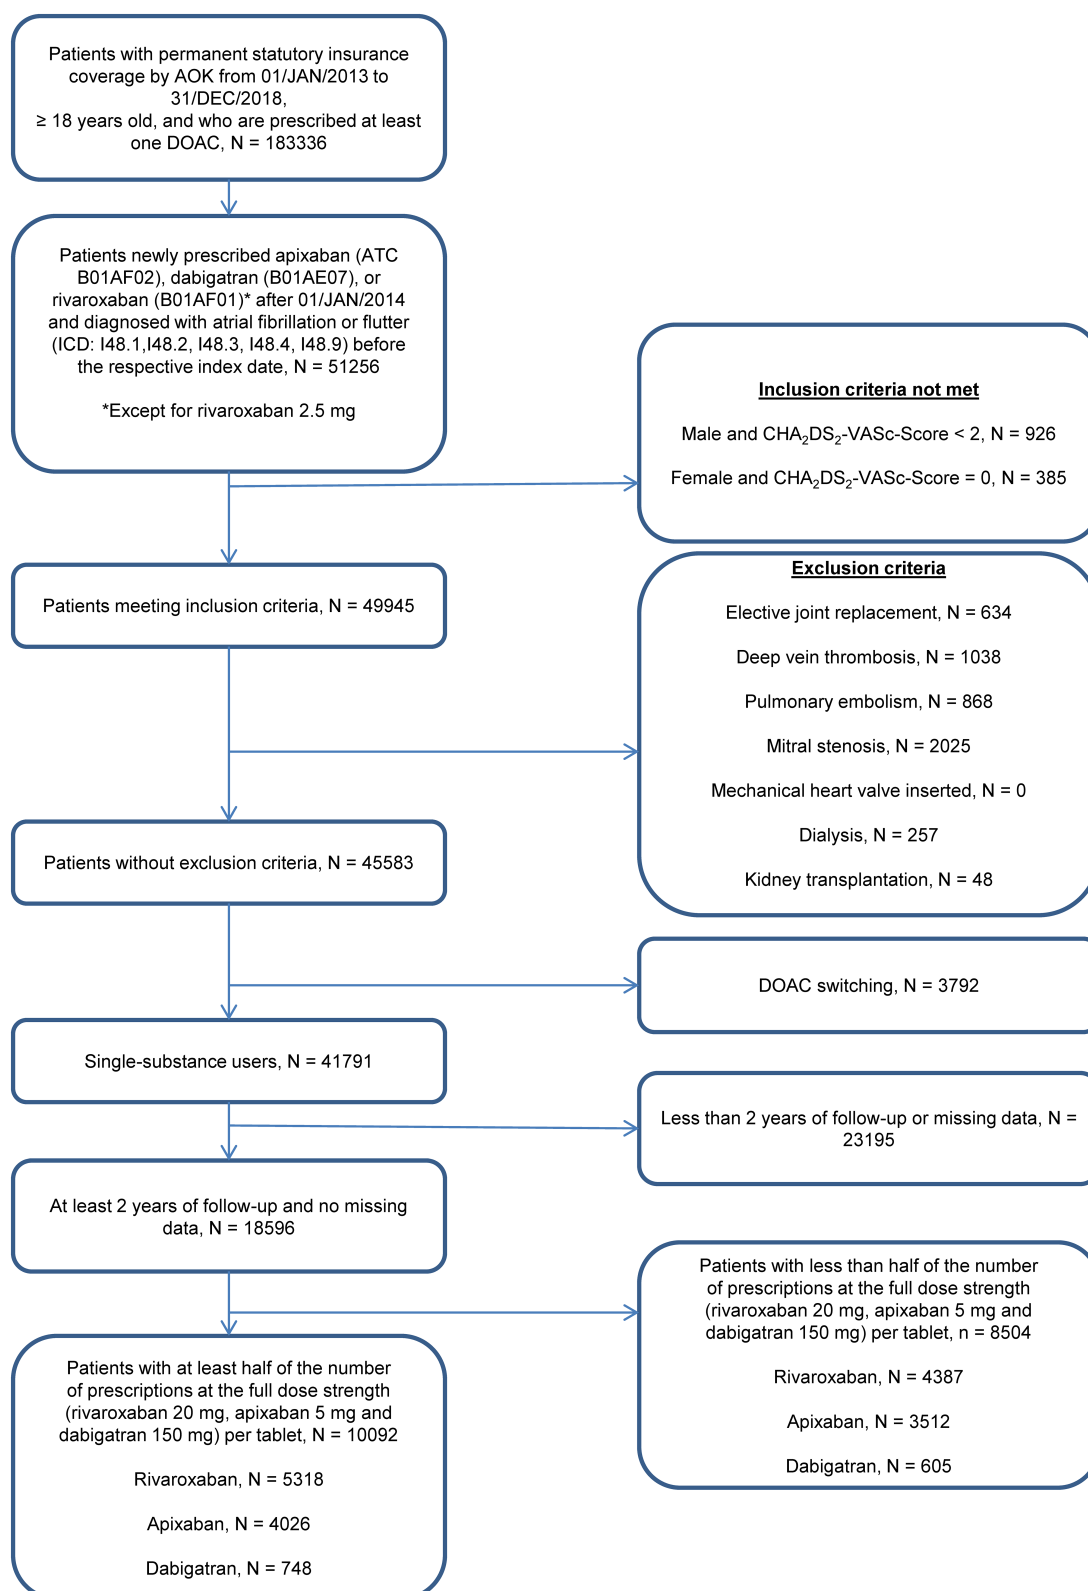 Patients with permanent statutory insurance
coverage by AOK from 01/JAN/2013 to
31/DEC/2018,
≥ 18 years old, and who are prescribed at least
one DOAC, N = 183336
Patients newly prescribed apixaban (ATC
B01AF02), dabigatran (B01AE07), or
rivaroxaban (B01AF01)* after 01/JAN/2014
and diagnosed with atrial fibrillation or flutter
(ICD: I48.1,I48.2, I48.3, I48.4, I48.9) before
the respective index date, N = 51256
*Except for rivaroxaban 2.5 mg
Inclusion criteria not met
Male and CHA₂DS₂-VASc-Score < 2, N = 926
Female and CHA₂DS₂-VASc-Score = 0, N = 385
Patients meeting inclusion criteria, N = 49945
Exclusion criteria
Elective joint replacement, N = 634
Deep vein thrombosis, N = 1038
Pulmonary embolism, N = 868
Mitral stenosis, N = 2025
Mechanical heart valve inserted, N = 0
Dialysis, N = 257
Kidney transplantation, N = 48
Patients without exclusion criteria, N = 45583
DOAC switching, N = 3792
Single-substance users, N = 41791
Less than 2 years of follow-up or missing data, N =
23195
At least 2 years of follow-up and no missing
data, N = 18596
Patients with less than half of the number
of prescriptions at the full dose strength
(rivaroxaban 20 mg, apixaban 5 mg and
dabigatran 150 mg) per tablet, n = 8504
Rivaroxaban, N = 4387
Apixaban, N = 3512
Dabigatran, N = 605
Patients with at least half of the number
of prescriptions at the full dose strength
(rivaroxaban 20 mg, apixaban 5 mg and
dabigatran 150 mg) per tablet, N = 10092
Rivaroxaban, N = 5318
Apixaban, N = 4026
Dabigatran, N = 748